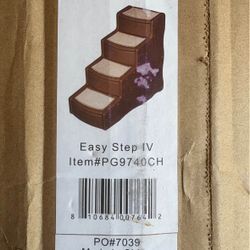 Easy Step IV
Item#PG9740CH
8 10684 00764 2
PO#7039